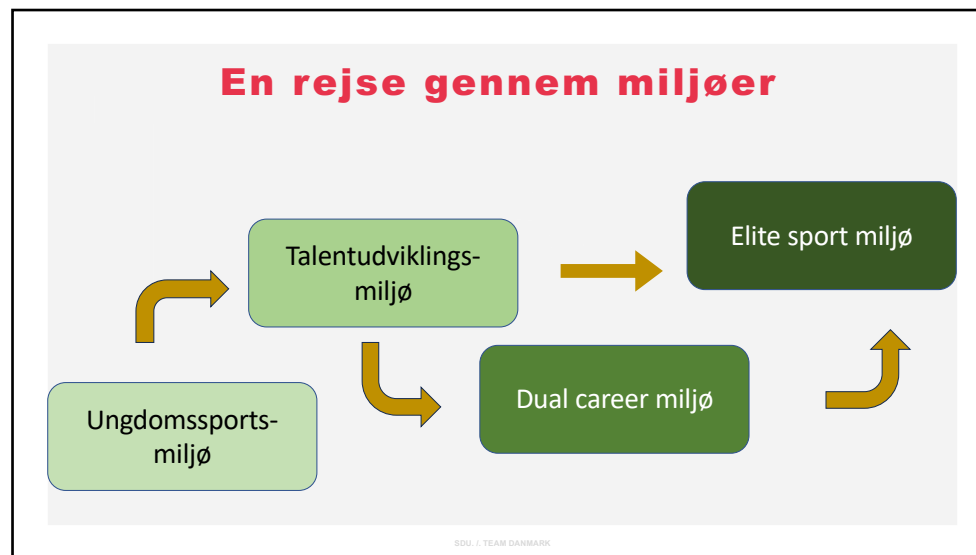 En rejse gennem miljøer
Talentudviklings-
miljø
Elite sport miljø
Ungdomssports-
miljø
Dual career miljø
SDU. /. TEAM DANMARK